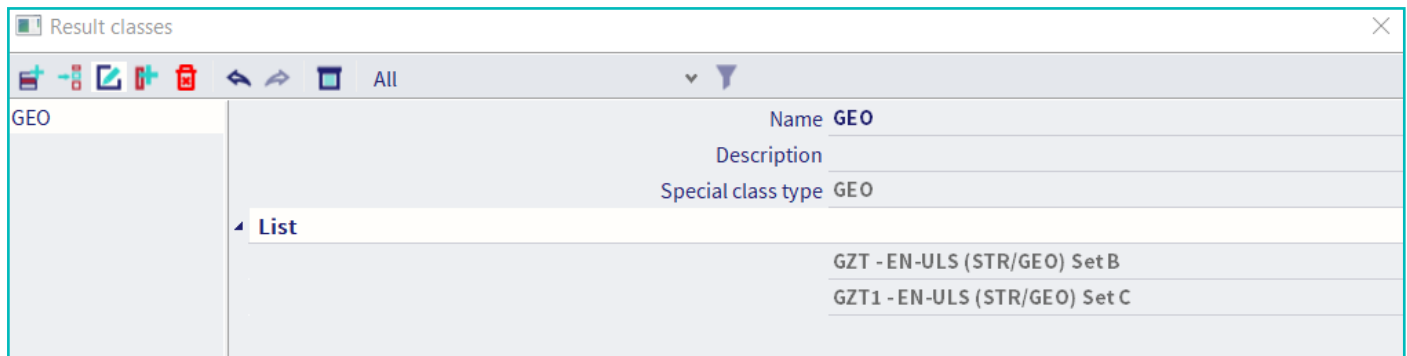 Result classes
All
GEO
Name GEO
Description
Special class type GEO
List
GZT - EN-ULS (STR/GEO) Set B
GZT1 - EN-ULS (STR/GEO) Set C